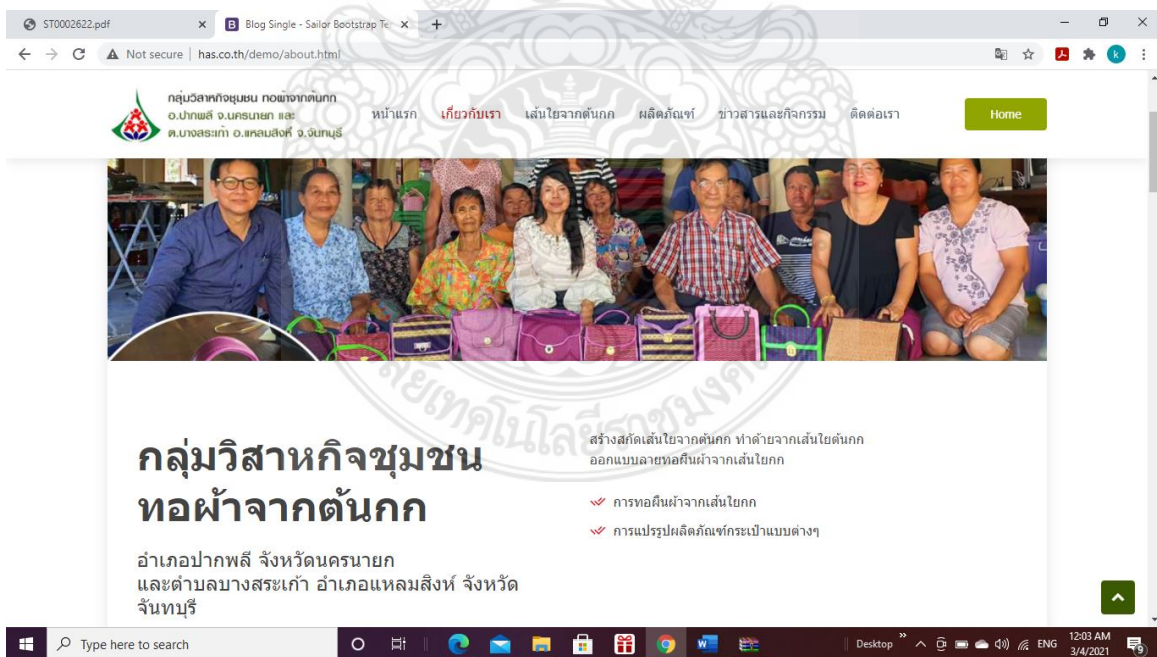 ST0002622.pdf
Blog Single - Sailor Bootstrap Te
Not secure | has.co.th/demo/about.html
กลุ่มวิสาหกิจชุมชน ทอผ้าจากต้นกก
อ.ปากพลี จ.นครนายก และ
ต.บางสระเก้า อ.แหลมสิงห์ จ.จันทบุรี
หน้าแรก เกี่ยวกับเรา เส้นใยจากต้นกก ผลิตภัณฑ์ ข่าวสารและกิจกรรม ติดต่อเรา Home
กลุ่มวิสาหกิจชุมชน
ทอผ้าจากต้นกก
อำเภอปากพลี จังหวัดนครนายก
และตำบลบางสระเก้า อำเภอแหลมสิงห์ จังหวัด
จันทบุรี
สร้างสกัดเส้นใยจากต้นกก ทำด้ายจากเส้นใยต้นกก
ออกแบบลายทอผืนผ้าจากเส้นใยกก
การทอผืนผ้าจากเส้นใยกก
การแปรรูปผลิตภัณฑ์กระเป๋าแบบต่างๆ
Type here to search
Desktop
ENG
12:03 AM
3/4/2021